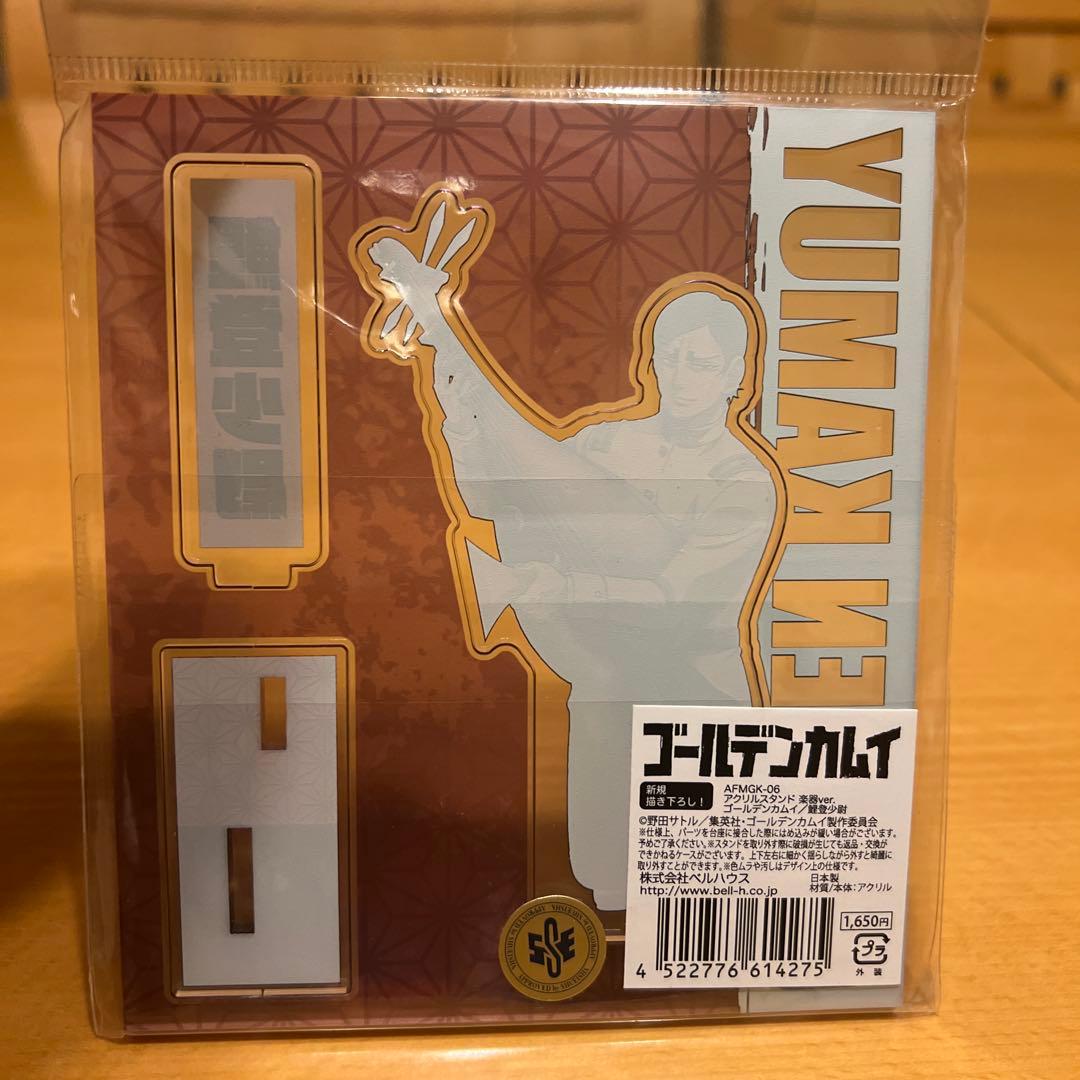 鯉登少尉
YUMAK NE
ゴールデンカムイ
新規
描き下ろし！
AFMGK-06
アクリルスタンド 楽器ver.
ゴールデンカムイ／鯉登少尉
©野田サトル／集英社・ゴールデンカムイ製作委員会
※仕様上、パーツを台座に接合した際にはめ込みが緩い場合がございます。
予めご了承ください。※スタンドを取り外す際に破損が生じても返品・交換が
できかねるケースがございます。上下左右に細かく揺らしながら外すと綺麗に
取り外すことができます。※色ムラや汚しはデザイン上の仕様です。
株式会社ベルハウス
日本製
http://www.bell-h.co.jp
材質/本体：アクリル
1,650円
4 522776 614275
プラ
外装
APPROVED by SHUEISHA